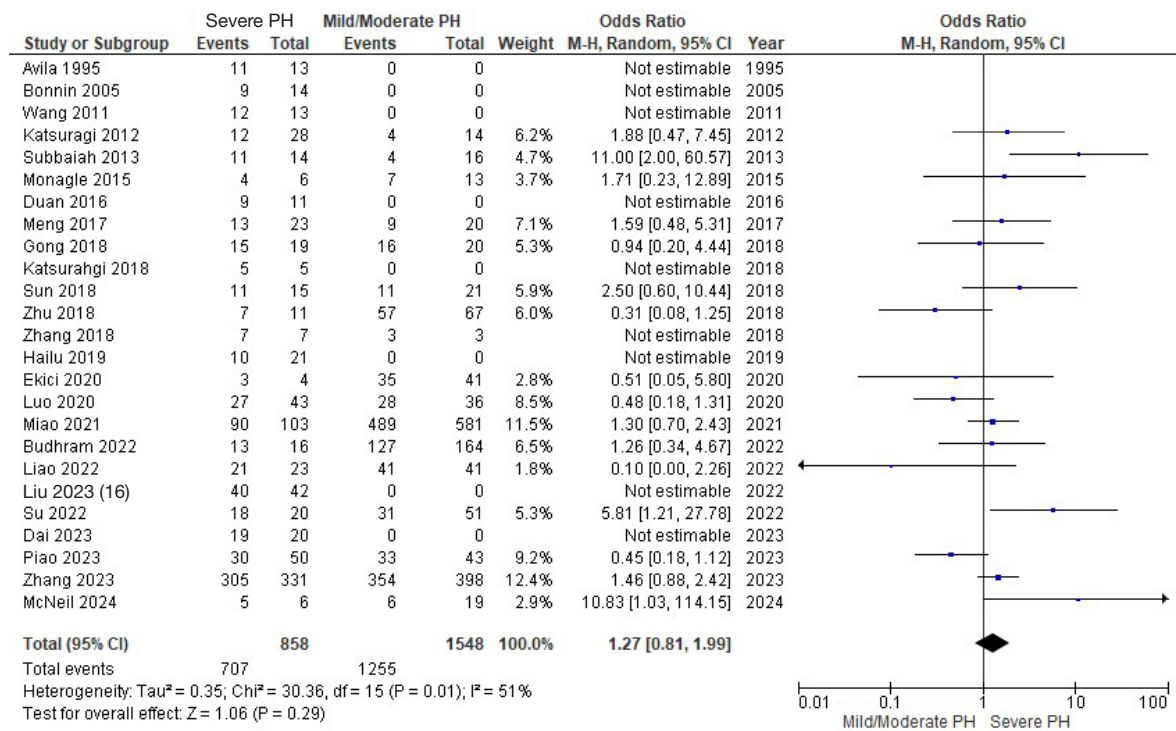 Severe PH Mild/Moderate PH Odds Ratio Odds Ratio
Study or Subgroup Events Total Events Total Weight M-H, Random, 95% CI Year M-H, Random, 95% CI
Avila 1995 11 13 0 0 Not estimable 1995
Bonnin 2005 9 14 0 0 Not estimable 2005
Wang 2011 12 13 0 0 Not estimable 2011
Katsuragi 2012 12 28 4 14 6.2% 1.88 [0.47, 7.45] 2012
Subbaiah 2013 11 14 4 16 4.7% 11.00 [2.00, 60.57] 2013
Monagle 2015 4 6 7 13 3.7% 1.71 [0.23, 12.89] 2015
Duan 2016 9 11 0 0 Not estimable 2016
Meng 2017 13 23 9 20 7.1% 1.59 [0.48, 5.31] 2017
Gong 2018 15 19 16 20 5.3% 0.94 [0.20, 4.44] 2018
Katsurahgi 2018 5 5 0 0 Not estimable 2018
Sun 2018 11 15 11 21 5.9% 2.50 [0.60, 10.44] 2018
Zhu 2018 7 11 57 67 6.0% 0.31 [0.08, 1.25] 2018
Zhang 2018 7 7 3 3 Not estimable 2018
Hailu 2019 10 21 0 0 Not estimable 2019
Ekici 2020 3 4 35 41 2.8% 0.51 [0.05, 5.80] 2020
Luo 2020 27 43 28 36 8.5% 0.48 [0.18, 1.31] 2020
Miao 2021 90 103 489 581 11.5% 1.30 [0.70, 2.43] 2021
Budhram 2022 13 16 127 164 6.2% 1.26 [0.34, 4.67] 2022
Liao 2022 21 23 41 41 1.8% 0.10 [0.00, 2.26] 2022
Liu 2023 (16) 40 42 0 0 Not estimable 2022
Su 2022 18 20 31 51 5.3% 5.81 [1.21, 27.78] 2022
Dai 2023 19 20 0 0 Not estimable 2023
Piao 2023 30 50 33 43 9.2% 0.45 [0.18, 1.12] 2023
Zhang 2023 305 331 354 398 12.4% 1.46 [0.88, 2.42] 2023
McNeil 2024 5 6 6 19 2.9% 10.83 [1.03, 114.15] 2024
Total (95% CI) 858 1548 100.0% 1.27 [0.81, 1.99]
Total events 707 1255
Heterogeneity: Tau² = 0.35; Chi² = 30.36, df = 15 (P = 0.01); I² = 51%
Test for overall effect: Z = 1.06 (P = 0.29)
0.01 0.1 1 10 100
Mild/Moderate PH Severe PH